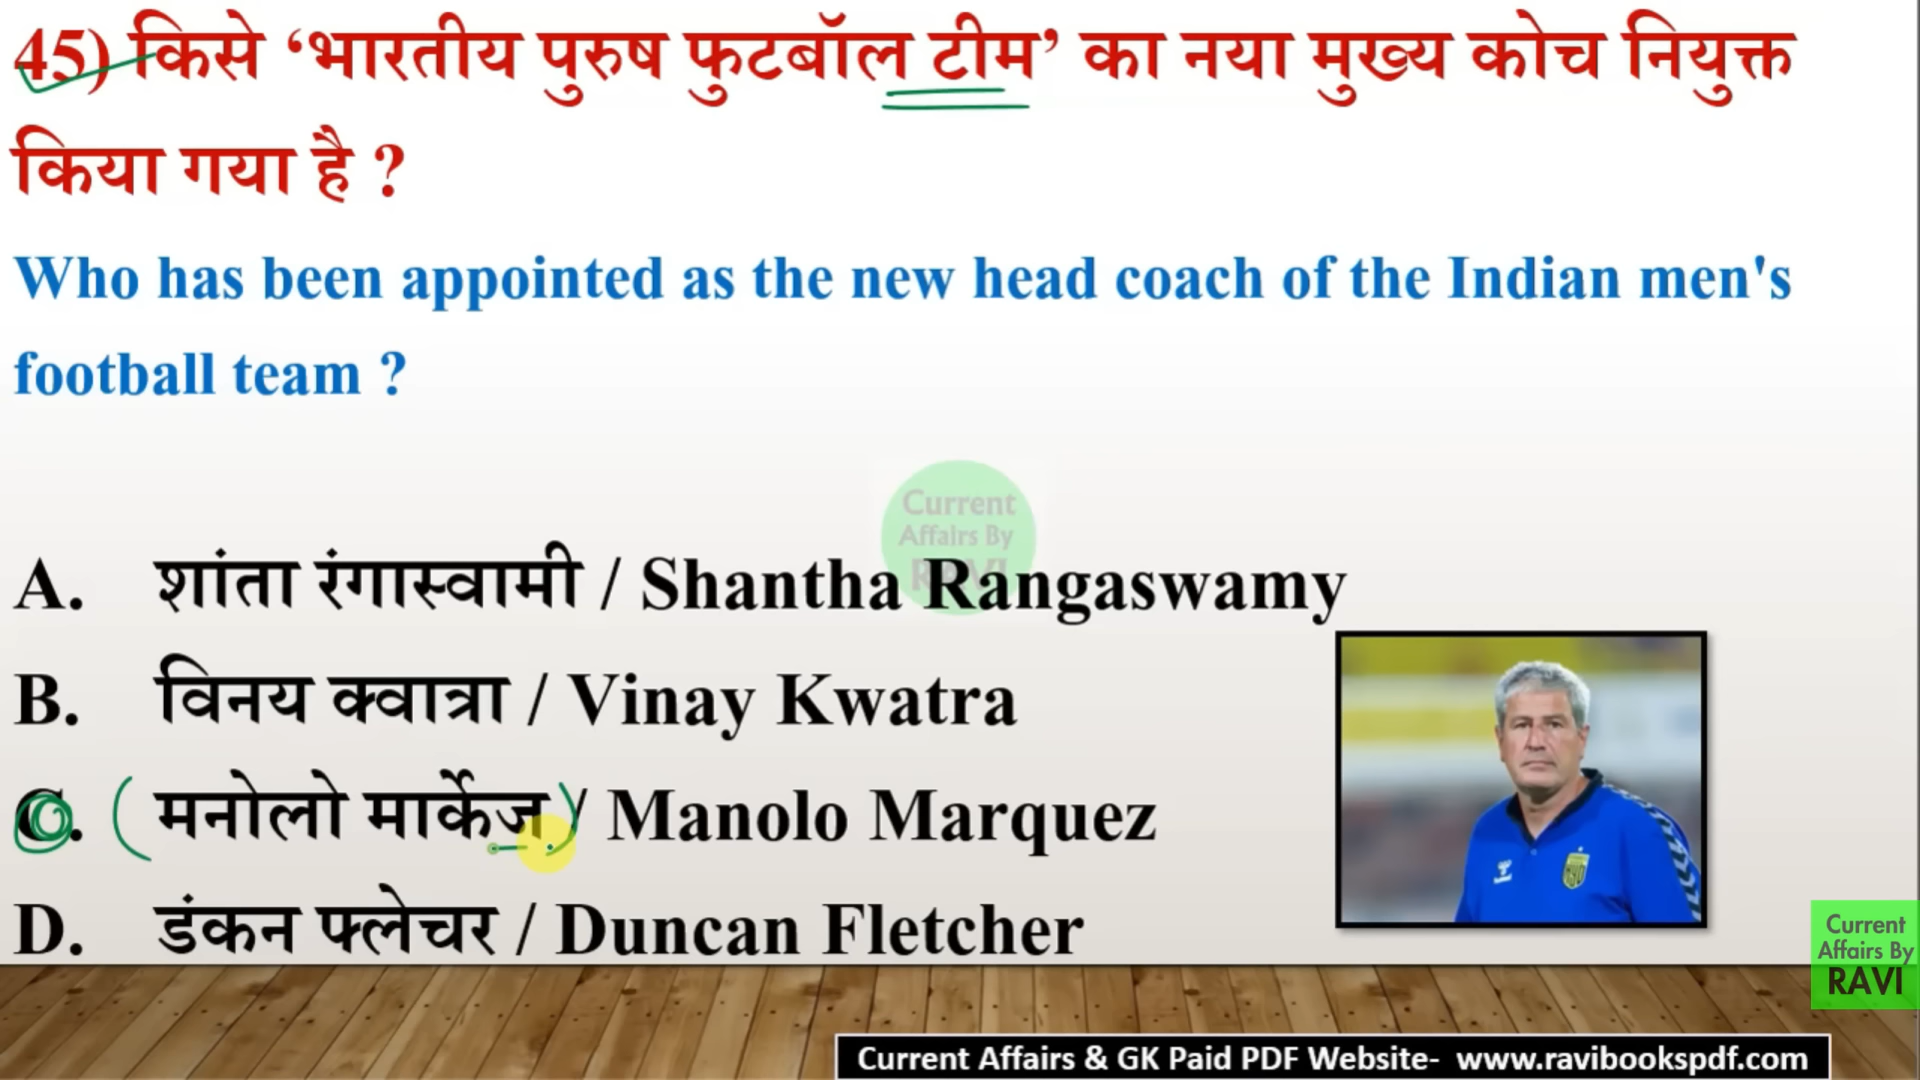 45) किसे ‘भारतीय पुरुष फुटबॉल टीम’ का नया मुख्य कोच नियुक्त
किया गया है ?
Who has been appointed as the new head coach of the Indian men's
football team ?
Current
Affairs By
RAVI
A. शांता रंगास्वामी / Shantha Rangaswamy
B. विनय क्वात्रा / Vinay Kwatra
C. मनोलो मार्केज / Manolo Marquez
D. डंकन फ्लेचर / Duncan Fletcher
Current
Affairs By
RAVI
Current Affairs & GK Paid PDF Website- www.ravibookspdf.com